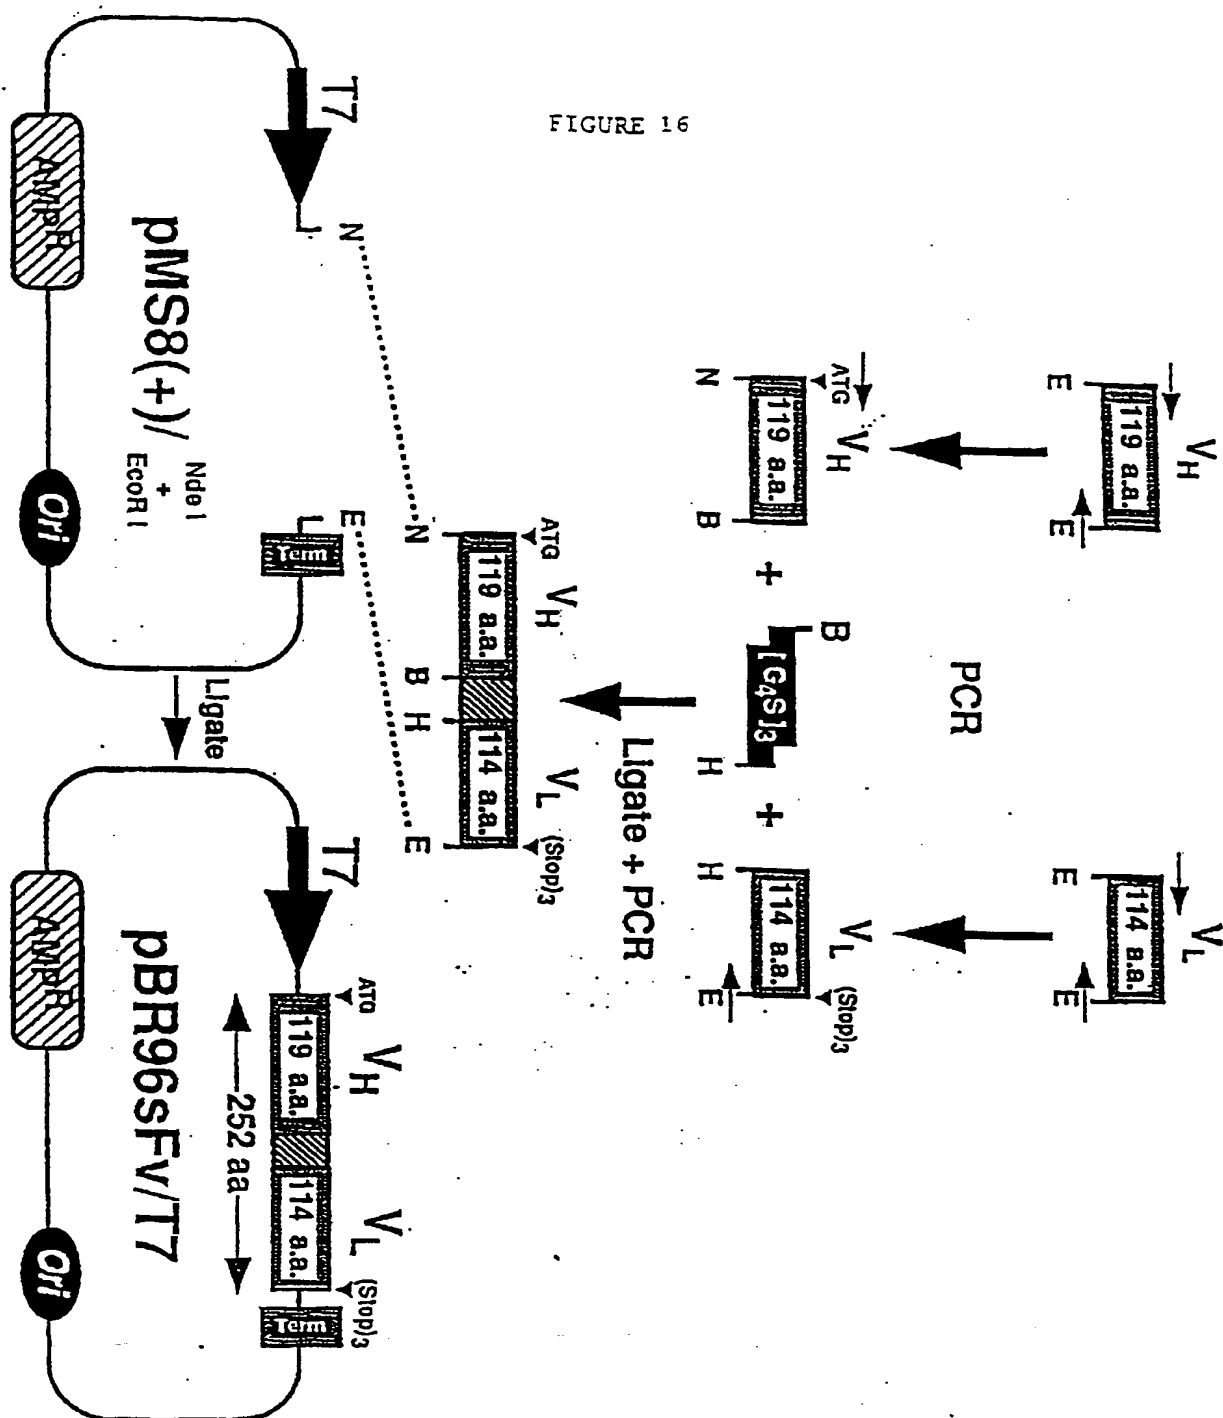 FIGURE 16
V_H
E 119 a.a. E
V_L
E 114 a.a. E
PCR
ATG V_H
119 a.a.
N B
+
B
[G₄S]₃
H
+
V_L (Stop)₃
114 a.a.
H E
Ligate + PCR
ATG V_H V_L (Stop)₃
119 a.a. 114 a.a.
N B H E
T7
N E
Term
pMS8(+)/ NdeI + EcoRI
AMPR Ori
Ligate
T7
ATG V_H V_L (Stop)₃
119 a.a. 114 a.a. Term
252 aa
pBR96sFv/T7
AMPR Ori